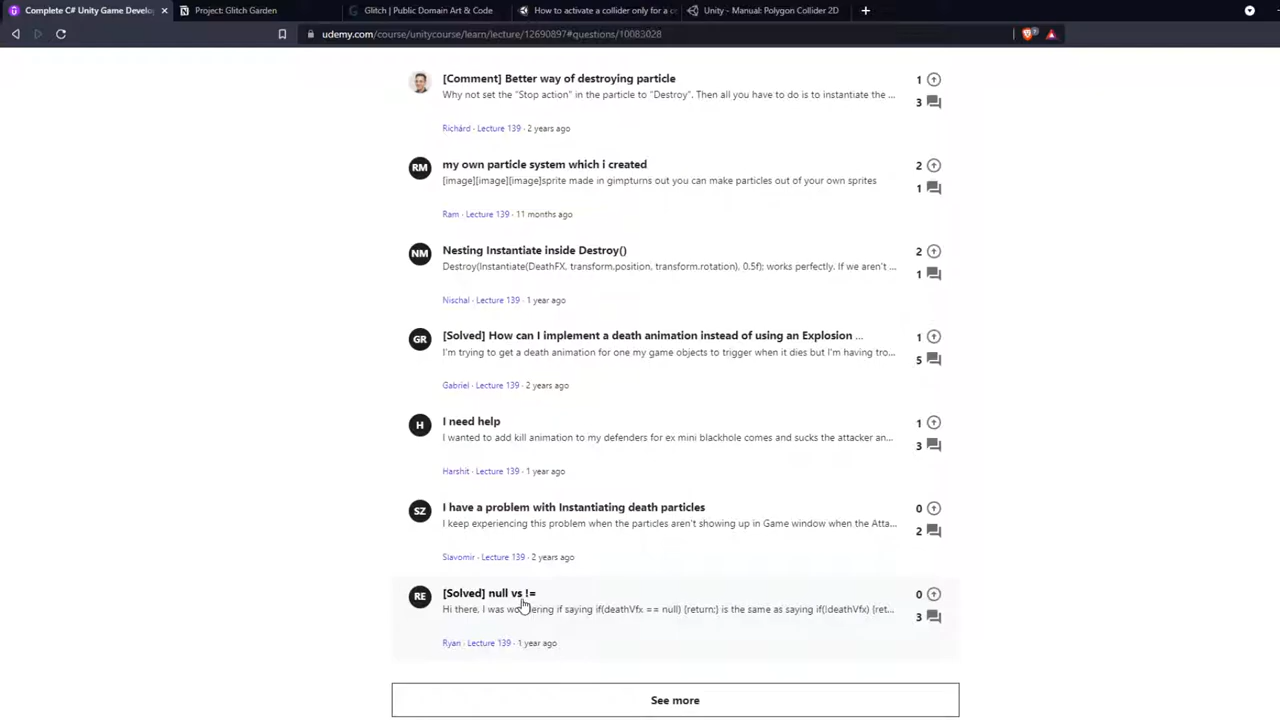 Complete C# Unity Game Develo
Project: Glitch Garden
Glitch | Public Domain Art & Code
How to activate a collider only for a c
Unity - Manual: Polygon Collider 2D
udemy.com/course/unitycourse/learn/lecture/12690897#questions/10083028
[Comment] Better way of destroying particle
1
Why not set the "Stop action" in the particle to "Destroy". Then all you have to do is to instantiate the ...
3
Richárd · Lecture 139 · 2 years ago
RM
my own particle system which i created
2
[image][image][image]sprite made in gimpturns out you can make particles out of your own sprites
1
Ram · Lecture 139 · 11 months ago
NM
Nesting Instantiate inside Destroy()
2
Destroy(Instantiate(DeathFX, transform.position, transform.rotation), 0.5f); works perfectly. If we aren't ...
1
Nischal · Lecture 139 · 1 year ago
GR
[Solved] How can I implement a death animation instead of using an Explosion ...
1
I'm trying to get a death animation for one my game objects to trigger when it dies but I'm having tro...
5
Gabriel · Lecture 139 · 2 years ago
H
I need help
1
I wanted to add kill animation to my defenders for ex mini blackhole comes and sucks the attacker an...
3
Harshit · Lecture 139 · 1 year ago
SZ
I have a problem with Instantiating death particles
0
I keep experiencing this problem when the particles aren't showing up in Game window when the Atta...
2
Slavomir · Lecture 139 · 2 years ago
RE
[Solved] null vs !=
0
Hi there, I was wondering if saying if(deathVfx == null) {return;} is the same as saying if(!deathVfx) {ret...
3
Ryan · Lecture 139 · 1 year ago
See more